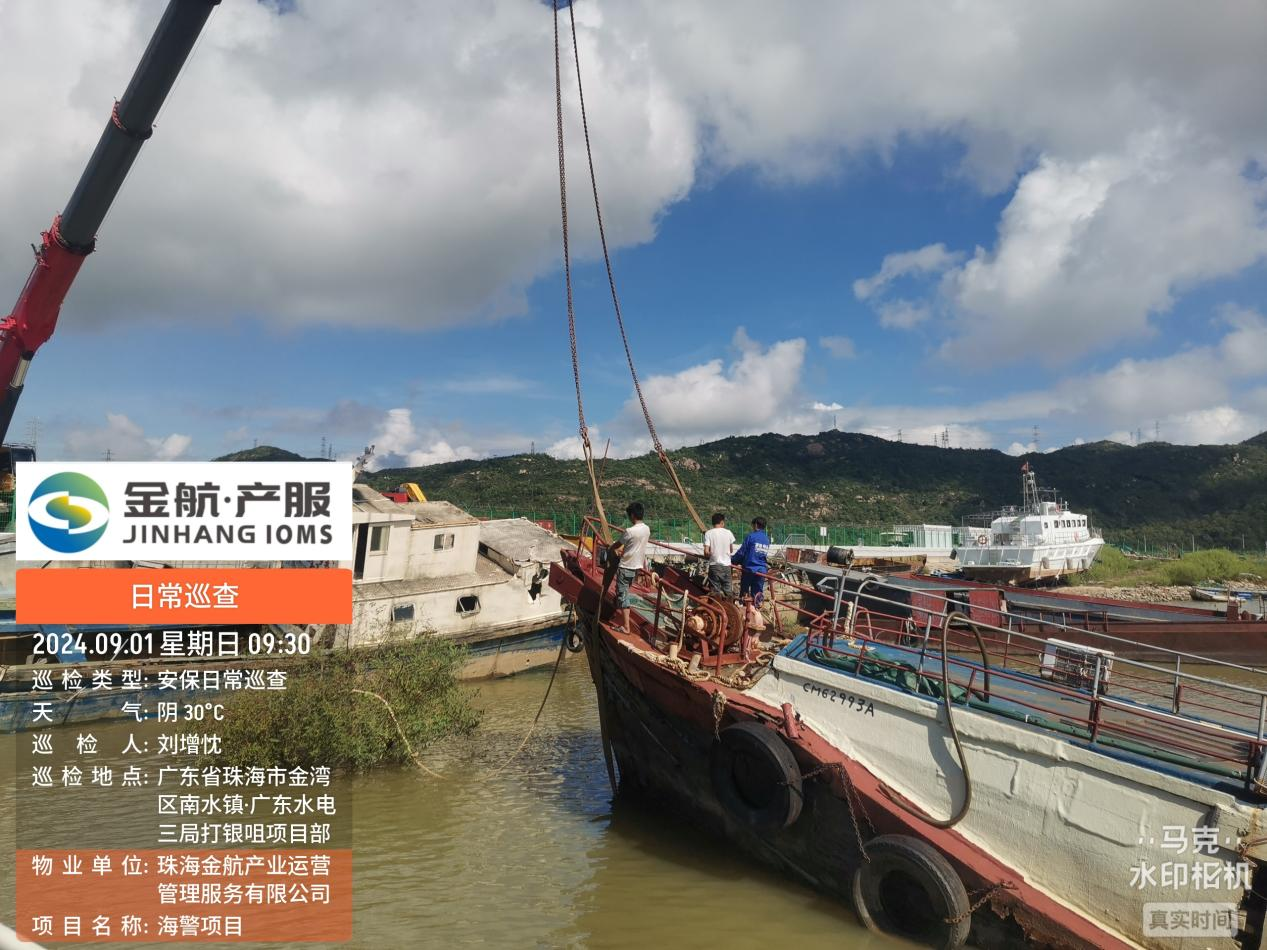 金航·产服
JINHANG IOMS
日常巡查
2024.09.01 星期日 09:30
巡检类型: 安保日常巡查
天气: 阴 30°C
巡检人: 刘增忱
巡检地点: 广东省珠海市金湾
区南水镇·广东水电
三局打银咀项目部
物业单位: 珠海金航产业运营
管理服务有限公司
项目名称: 海警项目
CM62993A
马克
水印相机
真实时间